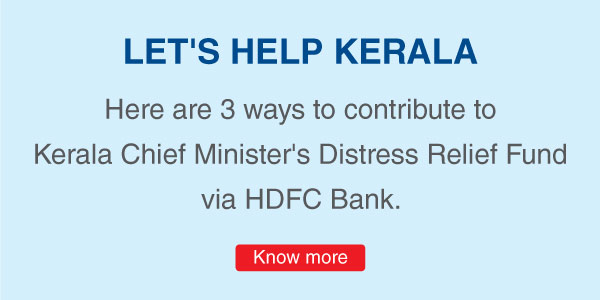 LET'S HELP KERALA
Here are 3 ways to contribute to
Kerala Chief Minister's Distress Relief Fund
via HDFC Bank.
Know more